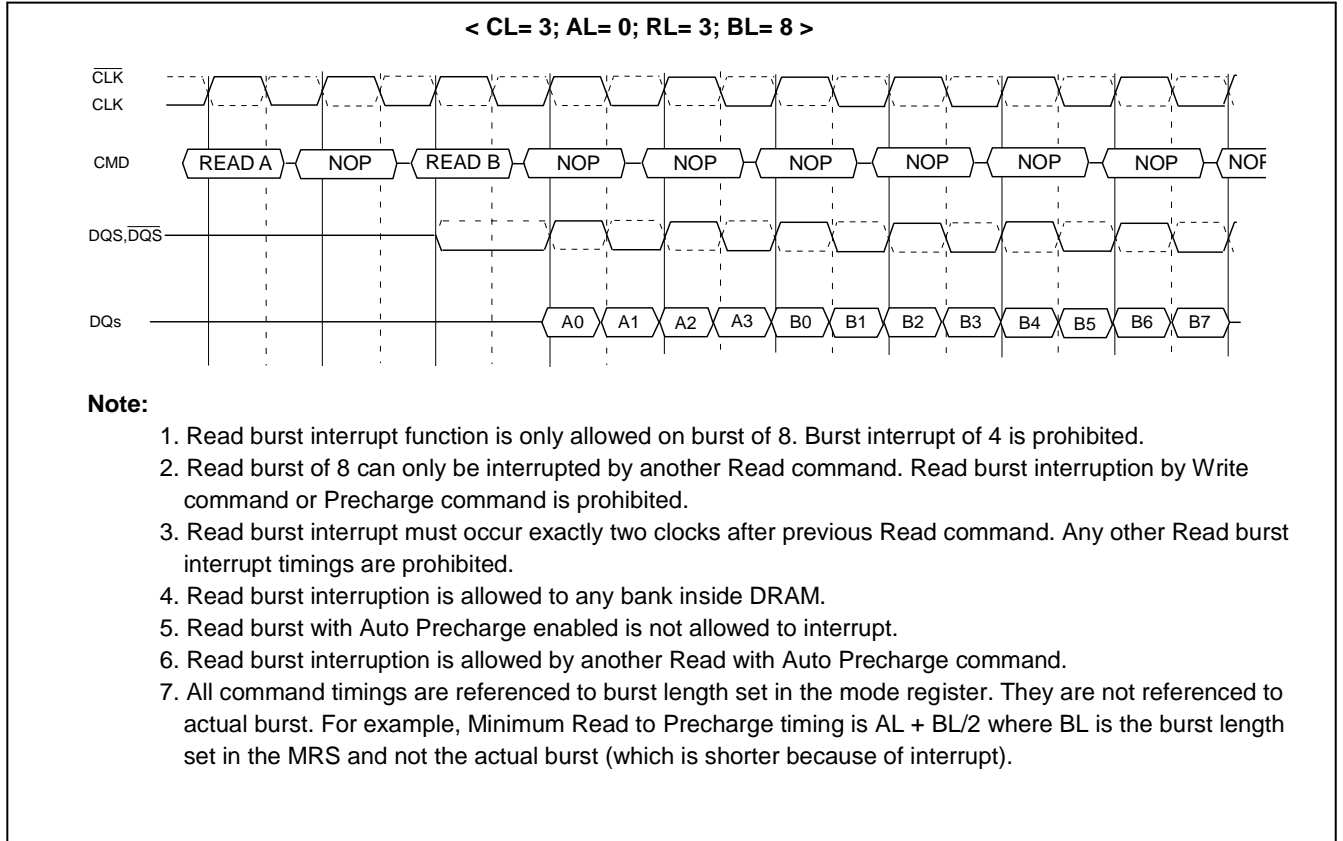 < CL= 3; AL= 0; RL= 3; BL= 8 >
CLK
CLK
CMD READ A NOP READ B NOP NOP NOP NOP NOP NOP NOP
DQS,DQS
DQs A0 A1 A2 A3 B0 B1 B2 B3 B4 B5 B6 B7
Note:
1. Read burst interrupt function is only allowed on burst of 8. Burst interrupt of 4 is prohibited.
2. Read burst of 8 can only be interrupted by another Read command. Read burst interruption by Write
command or Precharge command is prohibited.
3. Read burst interrupt must occur exactly two clocks after previous Read command. Any other Read burst
interrupt timings are prohibited.
4. Read burst interruption is allowed to any bank inside DRAM.
5. Read burst with Auto Precharge enabled is not allowed to interrupt.
6. Read burst interruption is allowed by another Read with Auto Precharge command.
7. All command timings are referenced to burst length set in the mode register. They are not referenced to
actual burst. For example, Minimum Read to Precharge timing is AL + BL/2 where BL is the burst length
set in the MRS and not the actual burst (which is shorter because of interrupt).